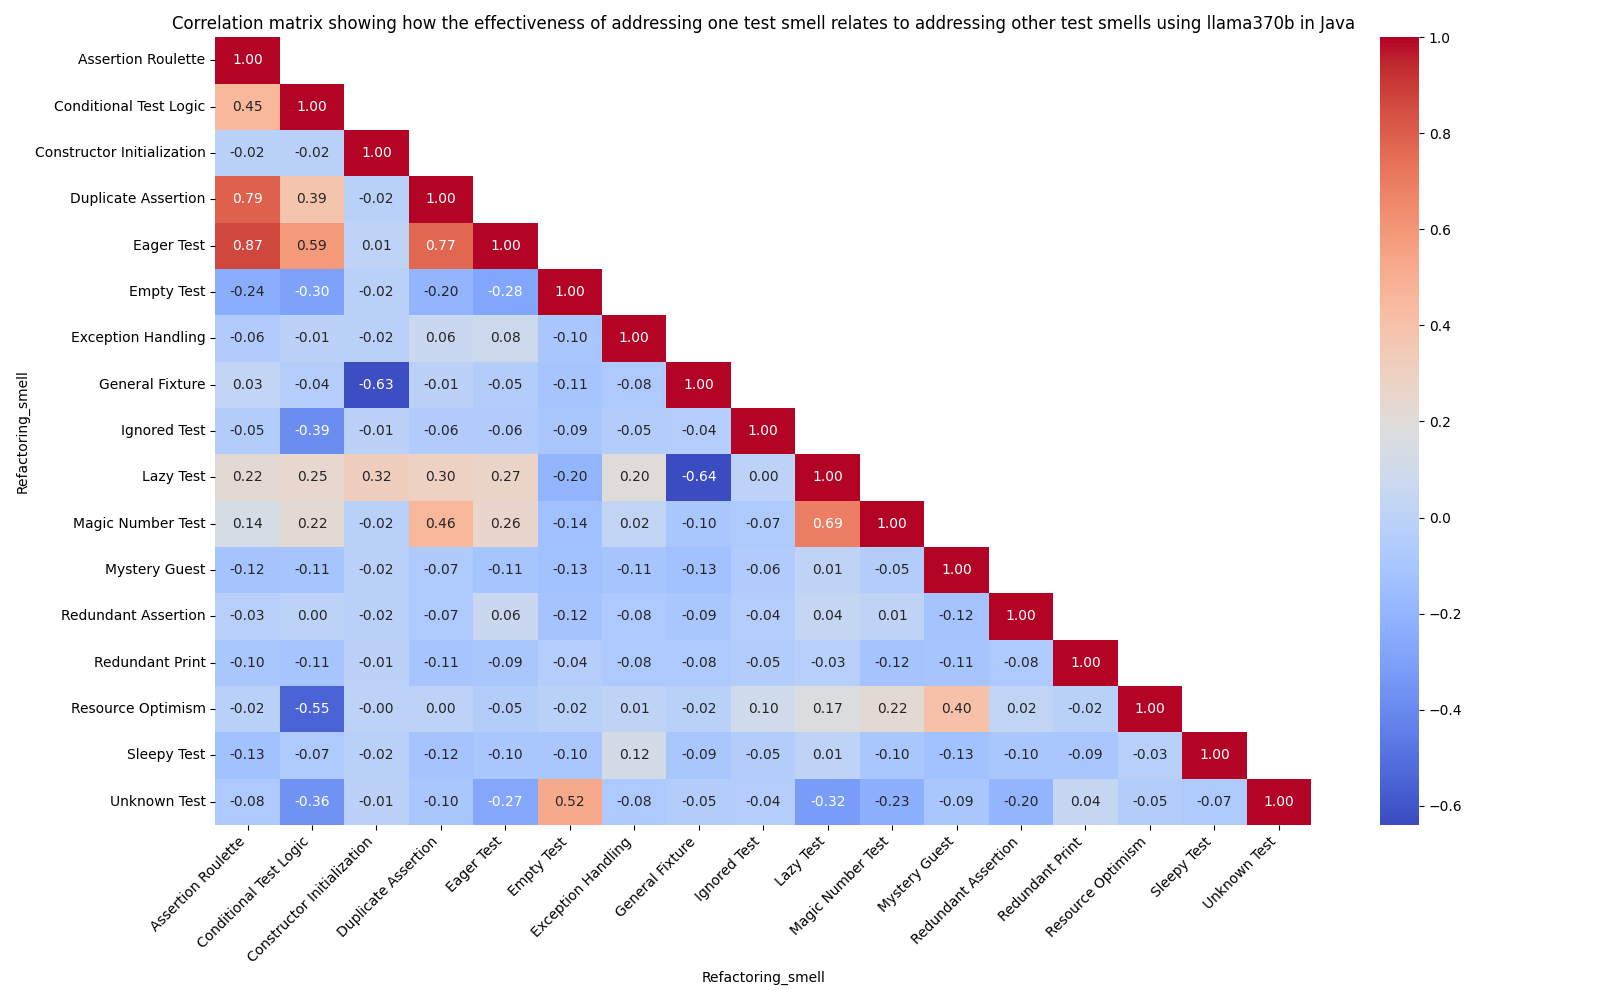 Correlation matrix showing how the effectiveness of addressing one test smell relates to addressing other test smells using llama370b in Java
Refactoring_smell
Assertion Roulette 1.00
Conditional Test Logic 0.45 1.00
Constructor Initialization -0.02 -0.02 1.00
Duplicate Assertion 0.79 0.39 -0.02 1.00
Eager Test 0.87 0.59 0.01 0.77 1.00
Empty Test -0.24 -0.30 -0.02 -0.20 -0.28 1.00
Exception Handling -0.06 -0.01 -0.02 0.06 0.08 -0.10 1.00
General Fixture 0.03 -0.04 -0.63 -0.01 -0.05 -0.11 -0.08 1.00
Ignored Test -0.05 -0.39 -0.01 -0.06 -0.06 -0.09 -0.05 -0.04 1.00
Lazy Test 0.22 0.25 0.32 0.30 0.27 -0.20 0.20 -0.64 0.00 1.00
Magic Number Test 0.14 0.22 -0.02 0.46 0.26 -0.14 0.02 -0.10 -0.07 0.69 1.00
Mystery Guest -0.12 -0.11 -0.02 -0.07 -0.11 -0.13 -0.11 -0.13 -0.06 0.01 -0.05 1.00
Redundant Assertion -0.03 0.00 -0.02 -0.07 0.06 -0.12 -0.08 -0.09 -0.04 0.04 0.01 -0.12 1.00
Redundant Print -0.10 -0.11 -0.01 -0.11 -0.09 -0.04 -0.08 -0.08 -0.05 -0.03 -0.12 -0.11 -0.08 1.00
Resource Optimism -0.02 -0.55 -0.00 0.00 -0.05 -0.02 0.01 -0.02 0.10 0.17 0.22 0.40 0.02 -0.02 1.00
Sleepy Test -0.13 -0.07 -0.02 -0.12 -0.10 -0.10 0.12 -0.09 -0.05 0.01 -0.10 -0.13 -0.10 -0.09 -0.03 1.00
Unknown Test -0.08 -0.36 -0.01 -0.10 -0.27 0.52 -0.08 -0.05 -0.04 -0.32 -0.23 -0.09 -0.20 0.04 -0.05 -0.07 1.00
Assertion Roulette
Conditional Test Logic
Constructor Initialization
Duplicate Assertion
Eager Test
Empty Test
Exception Handling
General Fixture
Ignored Test
Lazy Test
Magic Number Test
Mystery Guest
Redundant Assertion
Redundant Print
Resource Optimism
Sleepy Test
Unknown Test
Refactoring_smell
1.0
0.8
0.6
0.4
0.2
0.0
−0.2
−0.4
−0.6